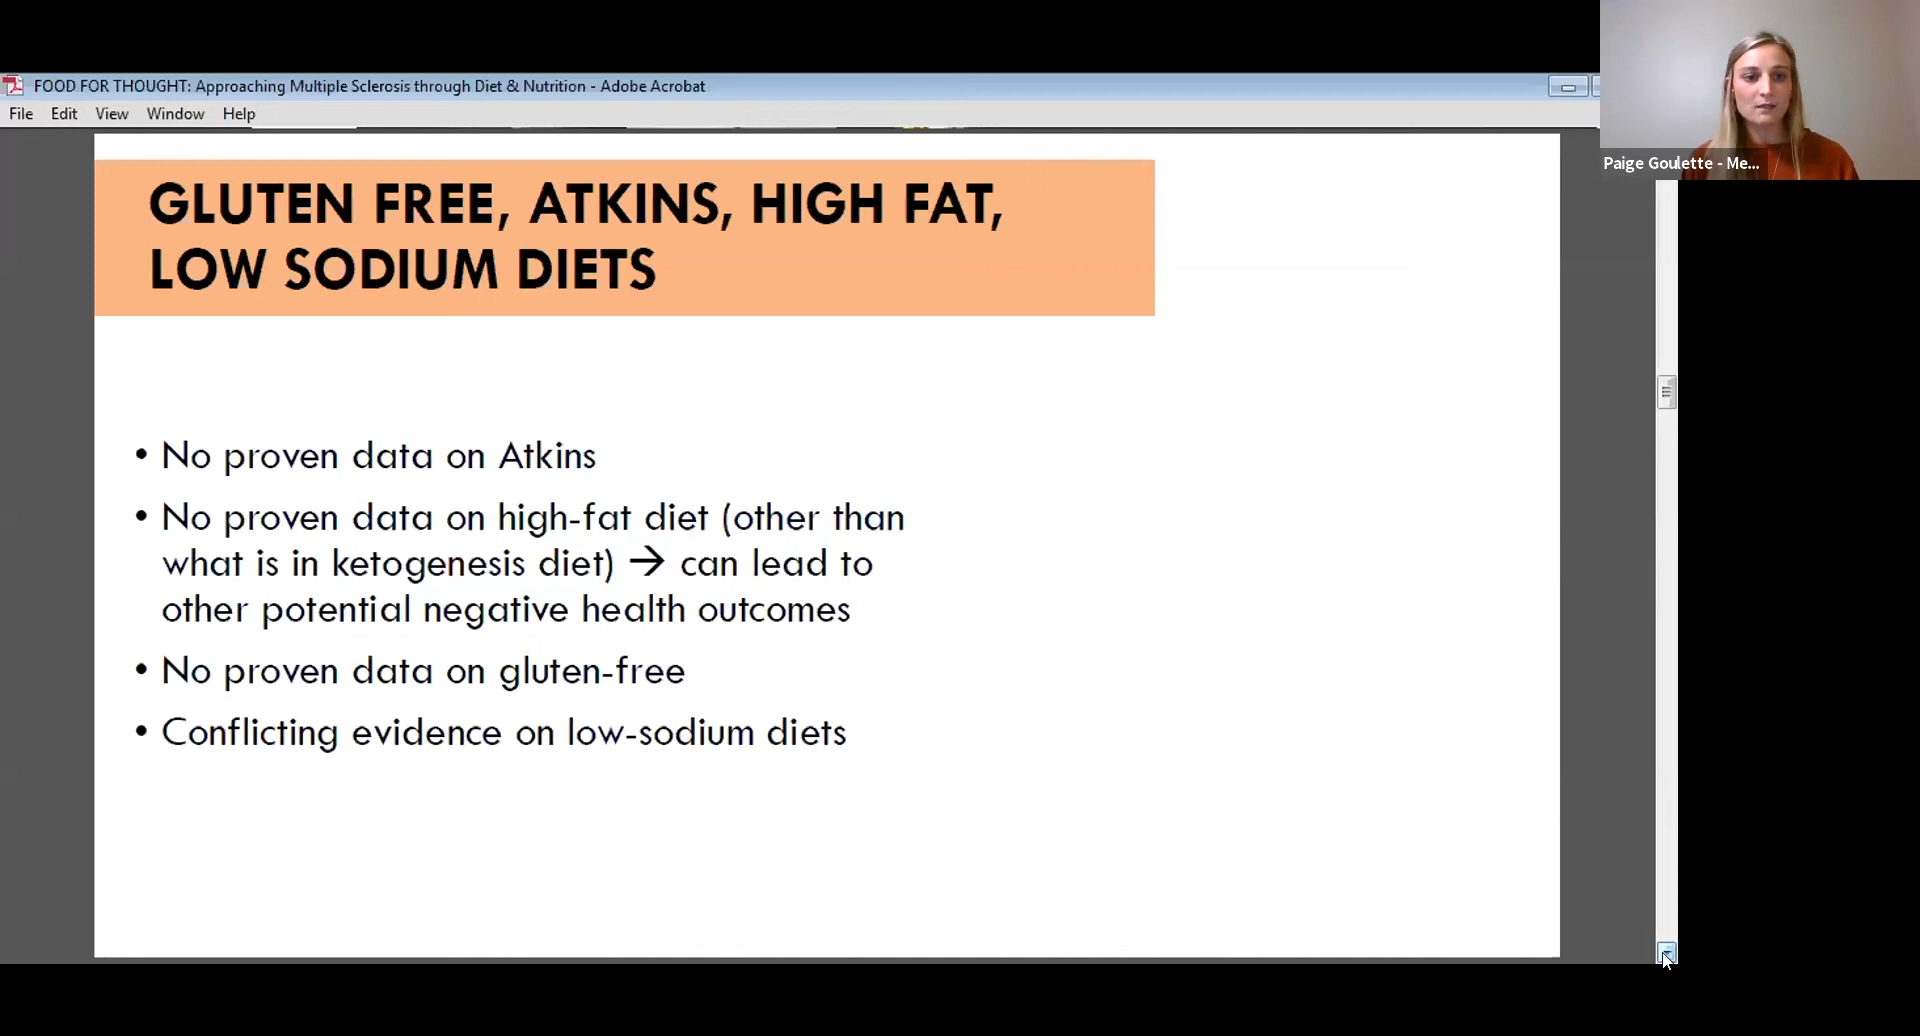 FOOD FOR THOUGHT: Approaching Multiple Sclerosis through Diet & Nutrition - Adobe Acrobat
File Edit View Window Help
Paige Goulette - Me...
GLUTEN FREE, ATKINS, HIGH FAT,
LOW SODIUM DIETS
• No proven data on Atkins
• No proven data on high-fat diet (other than
what is in ketogenesis diet) → can lead to
other potential negative health outcomes
• No proven data on gluten-free
• Conflicting evidence on low-sodium diets